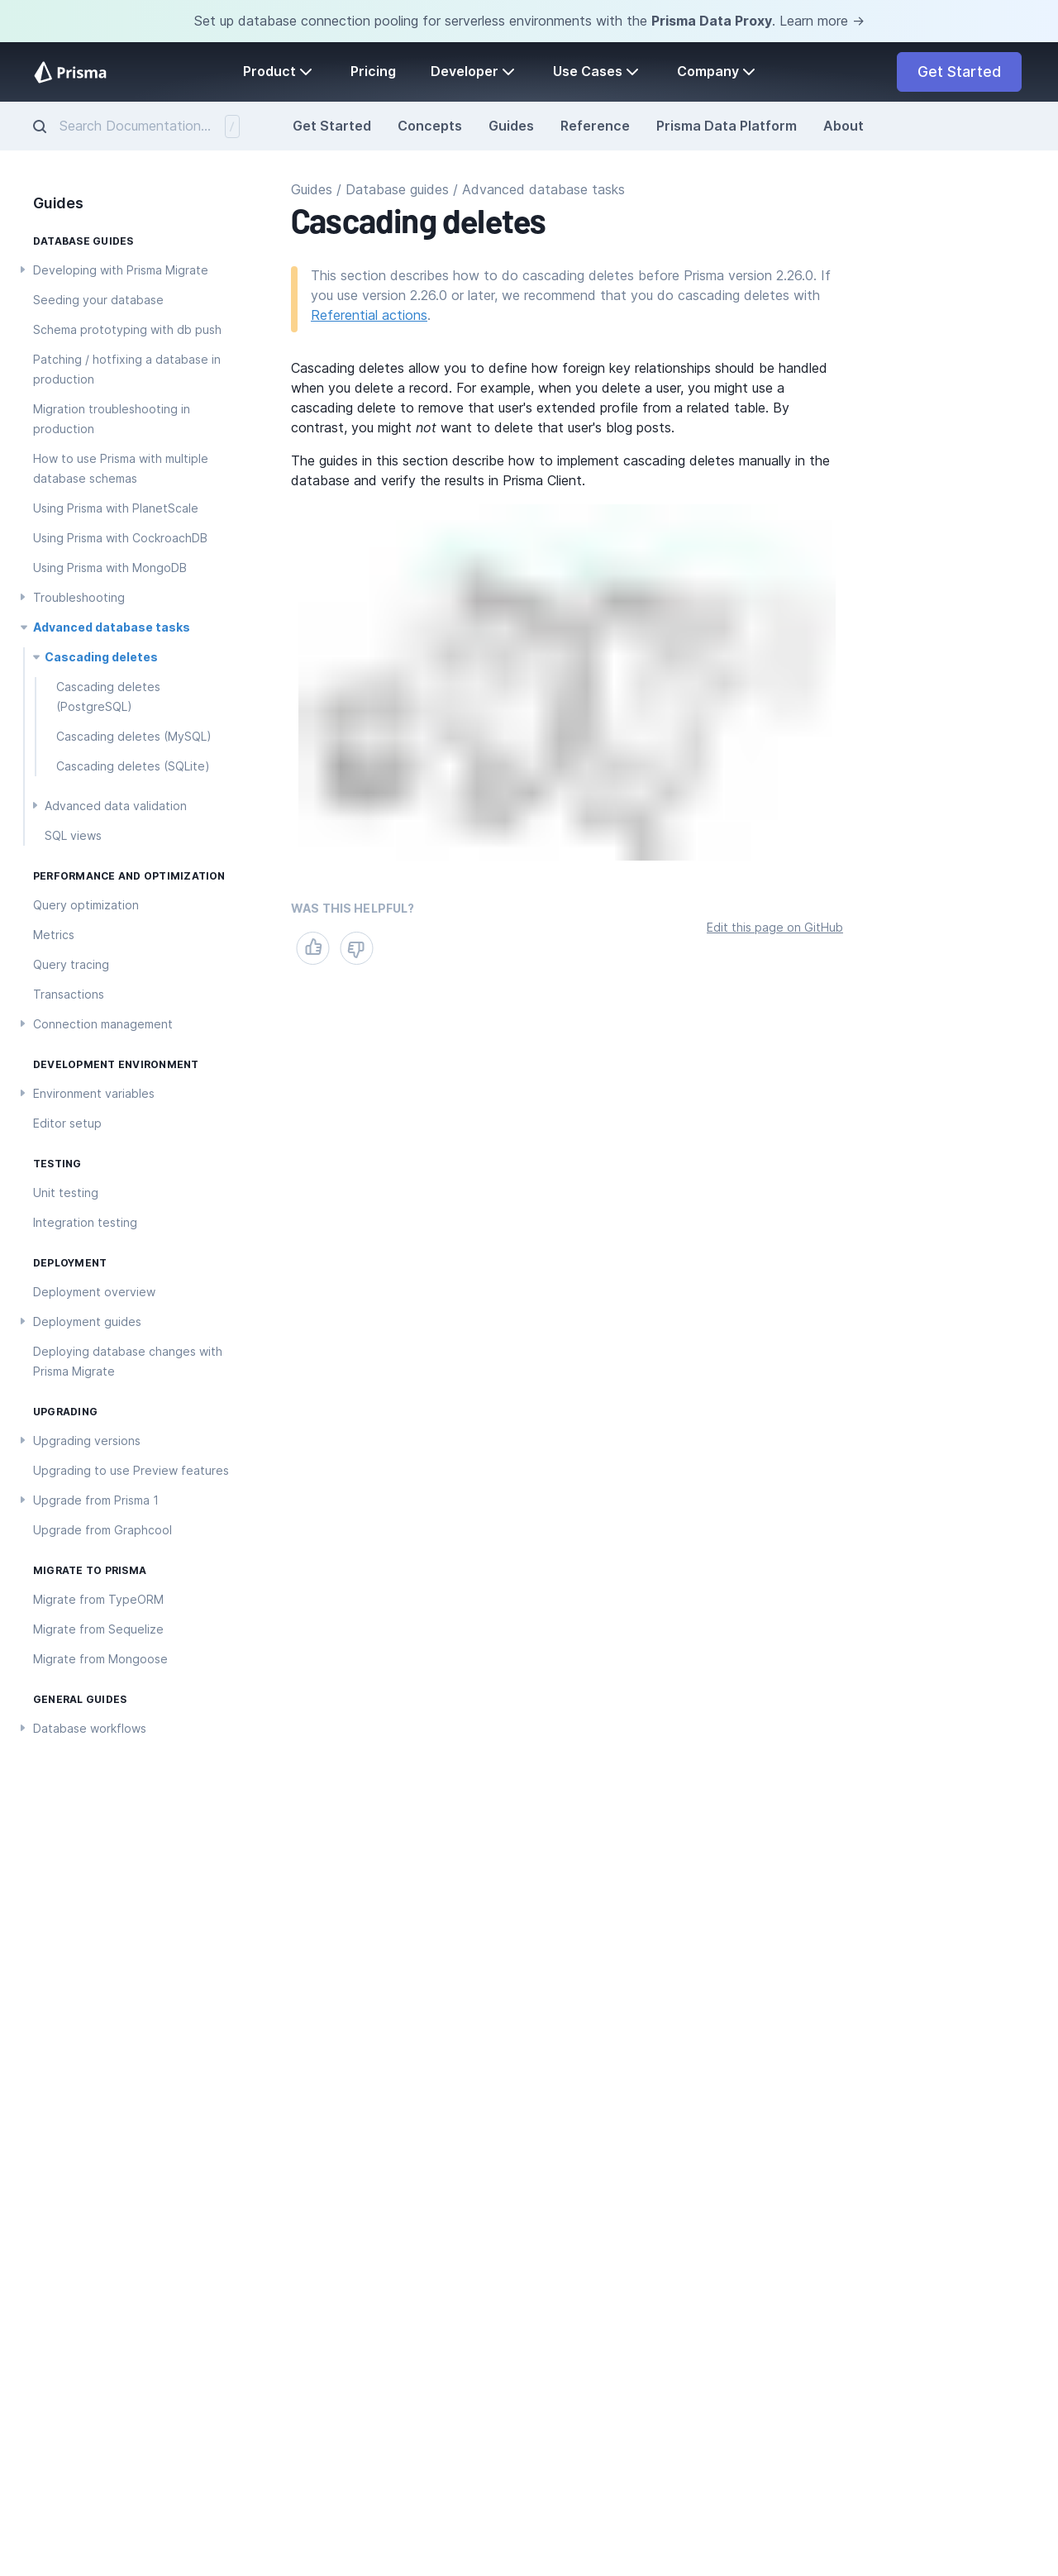 Set up database connection pooling for serverless environments with the Prisma Data Proxy. Learn more →
Prisma
Product
Pricing
Developer
Use Cases
Company
Get Started
Search Documentation...
/
Get Started
Concepts
Guides
Reference
Prisma Data Platform
About
Guides
DATABASE GUIDES
Developing with Prisma Migrate
Seeding your database
Schema prototyping with db push
Patching / hotfixing a database in
production
Migration troubleshooting in
production
How to use Prisma with multiple
database schemas
Using Prisma with PlanetScale
Using Prisma with CockroachDB
Using Prisma with MongoDB
Troubleshooting
Advanced database tasks
Cascading deletes
Cascading deletes
(PostgreSQL)
Cascading deletes (MySQL)
Cascading deletes (SQLite)
Advanced data validation
SQL views
PERFORMANCE AND OPTIMIZATION
Query optimization
Metrics
Query tracing
Transactions
Connection management
DEVELOPMENT ENVIRONMENT
Environment variables
Editor setup
TESTING
Unit testing
Integration testing
DEPLOYMENT
Deployment overview
Deployment guides
Deploying database changes with
Prisma Migrate
UPGRADING
Upgrading versions
Upgrading to use Preview features
Upgrade from Prisma 1
Upgrade from Graphcool
MIGRATE TO PRISMA
Migrate from TypeORM
Migrate from Sequelize
Migrate from Mongoose
GENERAL GUIDES
Database workflows
Guides / Database guides / Advanced database tasks
Cascading deletes
This section describes how to do cascading deletes before Prisma version 2.26.0. If
you use version 2.26.0 or later, we recommend that you do cascading deletes with
Referential actions.
Cascading deletes allow you to define how foreign key relationships should be handled
when you delete a record. For example, when you delete a user, you might use a
cascading delete to remove that user's extended profile from a related table. By
contrast, you might not want to delete that user's blog posts.
The guides in this section describe how to implement cascading deletes manually in the
database and verify the results in Prisma Client.
WAS THIS HELPFUL?
Edit this page on GitHub